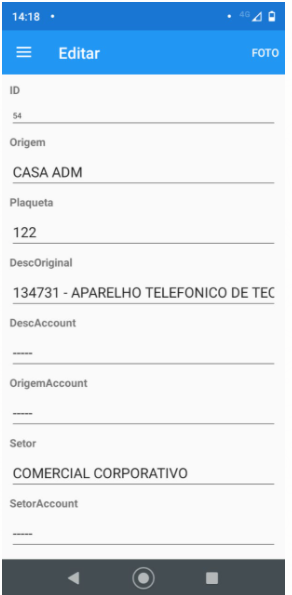 14:18
4G
Editar
FOTO
ID
54
Origem
CASA ADM
Plaqueta
122
DescOriginal
134731 - APARELHO TELEFONICO DE TEC
DescAccount
-----
OrigemAccount
-----
Setor
COMERCIAL CORPORATIVO
SetorAccount
-----